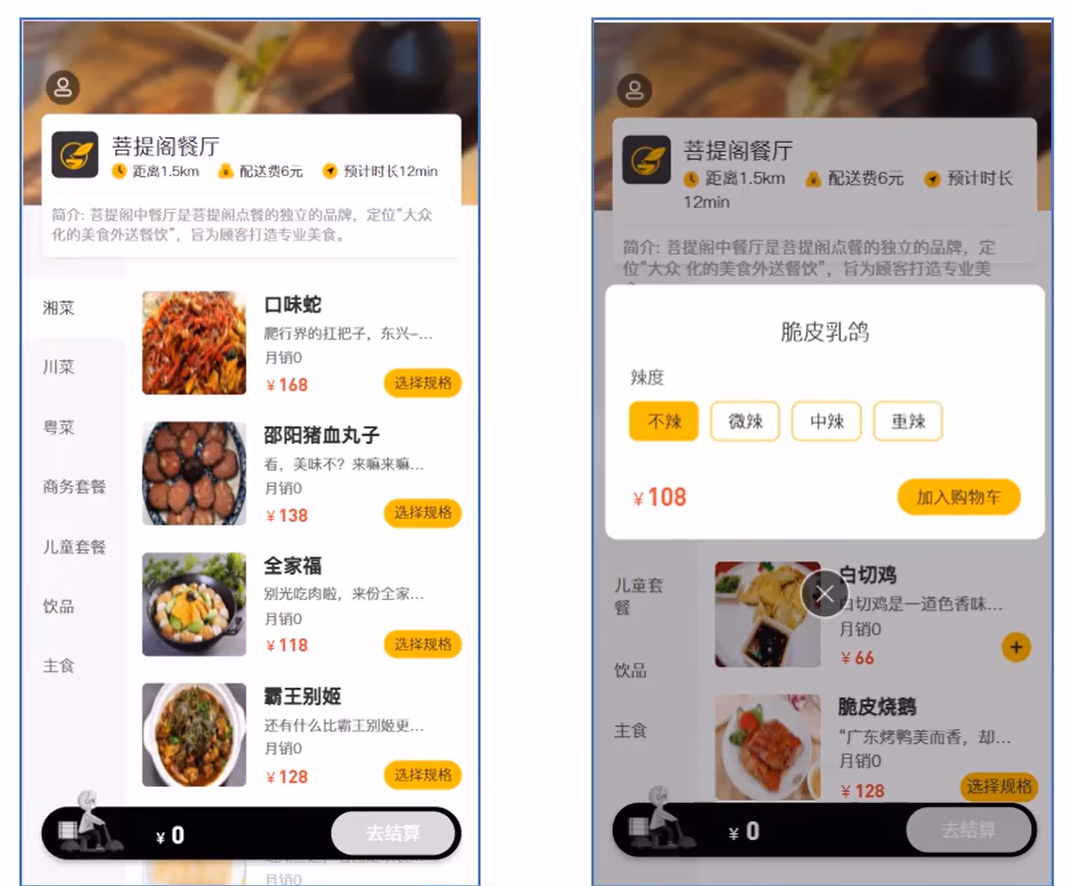 菩提阁餐厅
距离1.5km 配送费6元 预计时长12min
简介: 菩提阁中餐厅是菩提阁点餐的独立的品牌，定位“大众
化的美食外送餐饮”，旨为顾客打造专业美食。
湘菜
川菜
粤菜
商务套餐
儿童套餐
饮品
主食
口味蛇
爬行界的扛把子，东兴-...
月销0
¥168
选择规格
邵阳猪血丸子
看，美味不？来嘛来嘛...
月销0
¥138
选择规格
全家福
别光吃肉啦，来份全家...
月销0
¥118
选择规格
霸王别姬
还有什么比霸王别姬更...
月销0
¥128
选择规格
¥0
去结算
月销0
菩提阁餐厅
距离1.5km 配送费6元 预计时长
12min
简介: 菩提阁中餐厅是菩提阁点餐的独立的品牌，定
位“大众 化的美食外送餐饮”，旨为顾客打造专业美
脆皮乳鸽
辣度
不辣 微辣 中辣 重辣
¥108
加入购物车
儿童套
餐
饮品
主食
白切鸡
白切鸡是一道色香味...
月销0
¥66
+
脆皮烧鹅
“广东烤鸭美而香，却...
月销0
¥128
选择规格
¥0
去结算